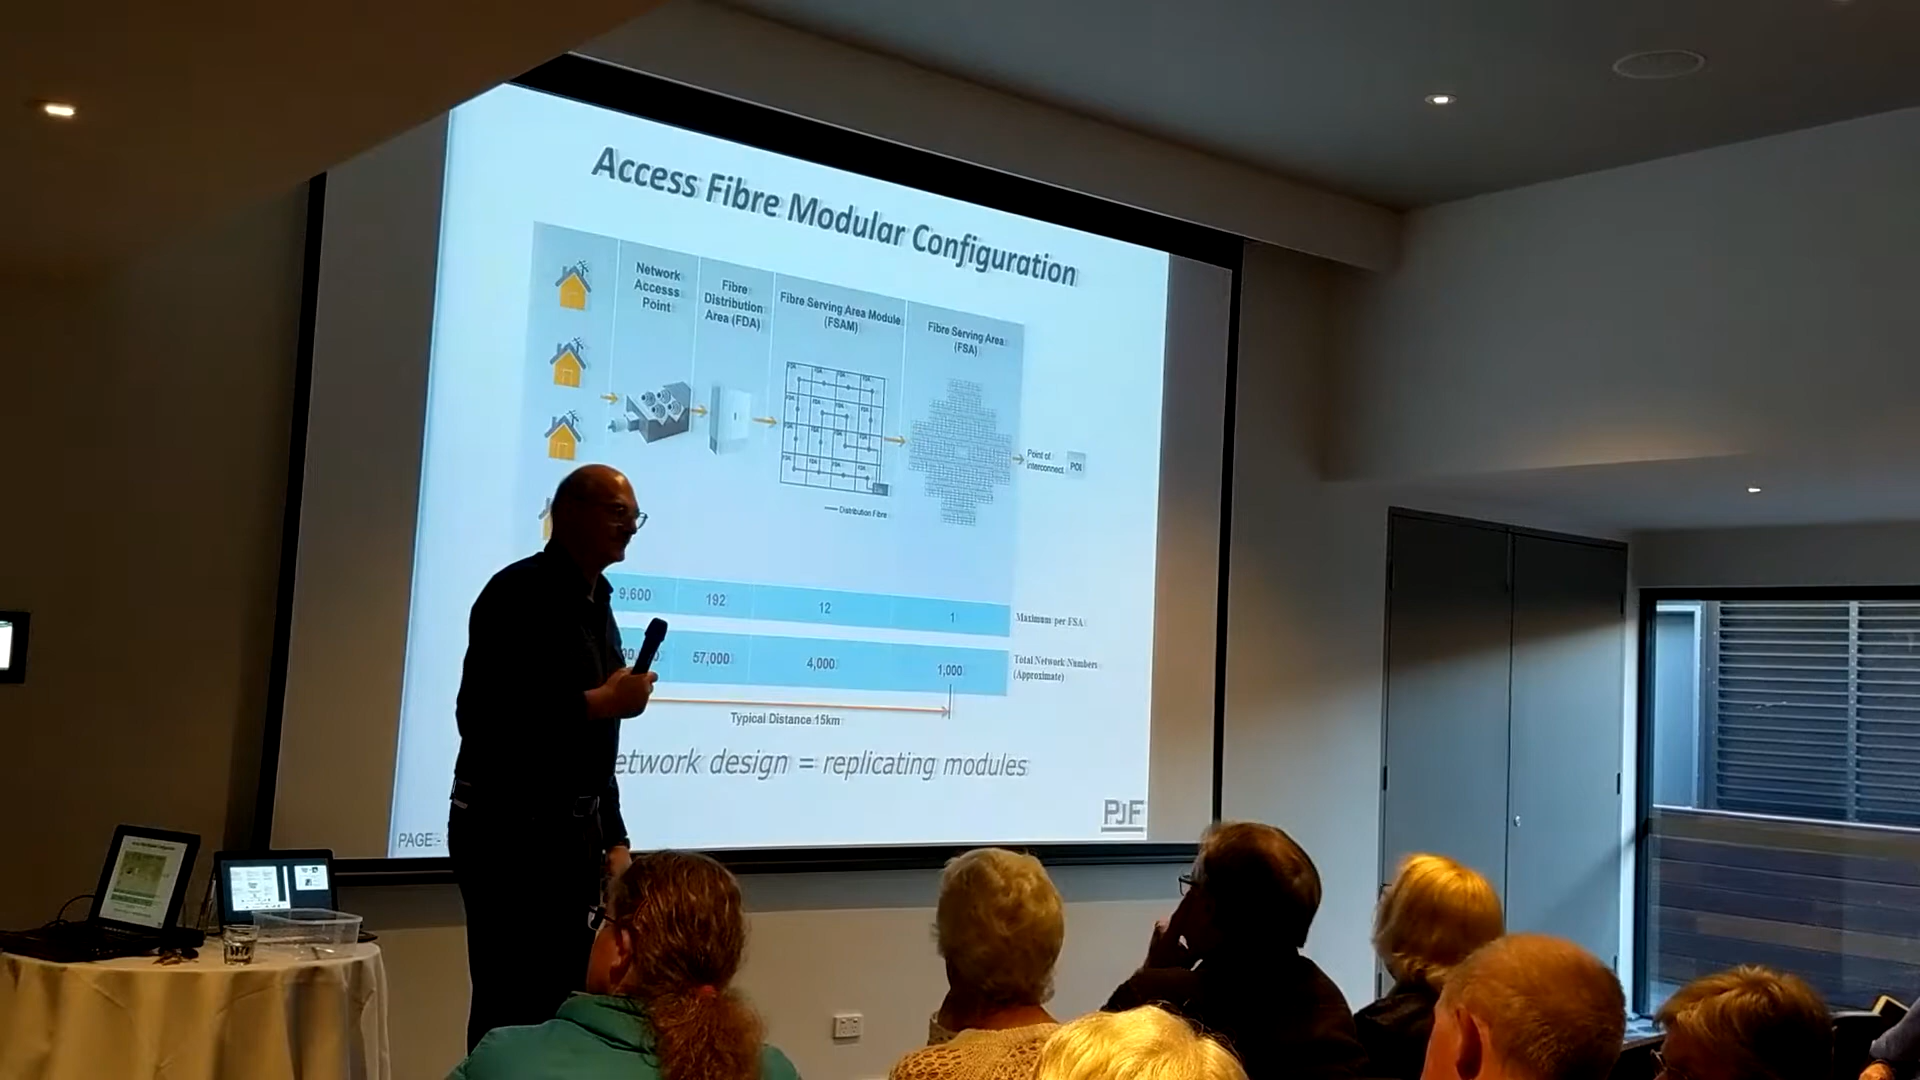 Access Fibre Modular Configuration
Network
Accesss
Point
Fibre
Distribution
Area (FDA)
Fibre Serving Area Module
(FSAM)
Fibre Serving Area
(FSA)
Point of
interconnect
POI
Distribution Fibre
9,600
192
12
1
Maximum per FSA
57,000
4,000
1,000
Total Network Numbers
(Approximate)
Typical Distance 15km
etwork design = replicating modules
PAGE -
PJF